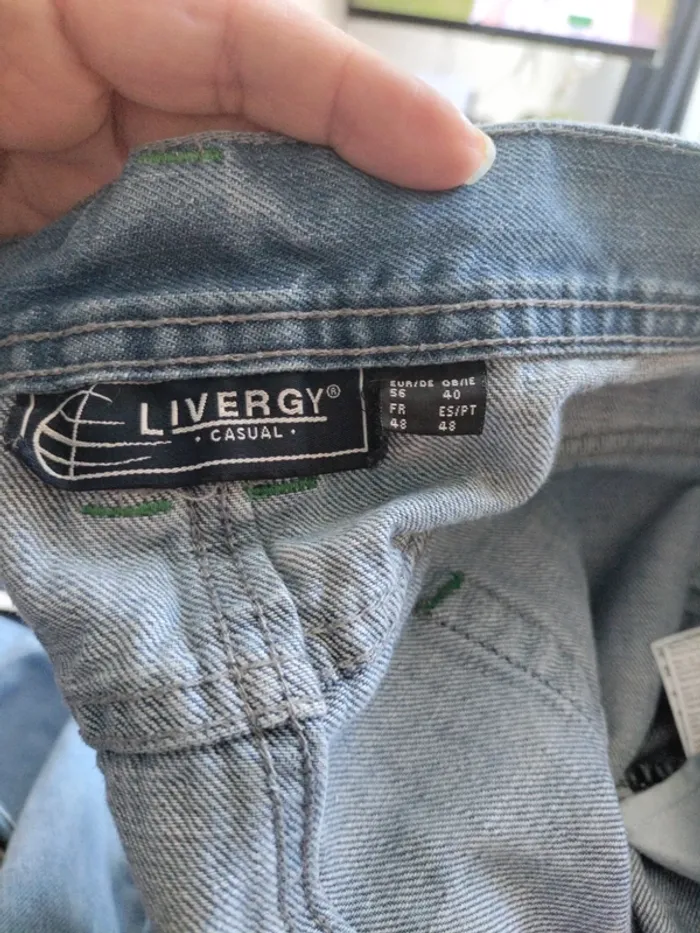 LIVERGY®
• CASUAL •
EUR/DE GB/IE
56 40
FR ES/PT
48 48